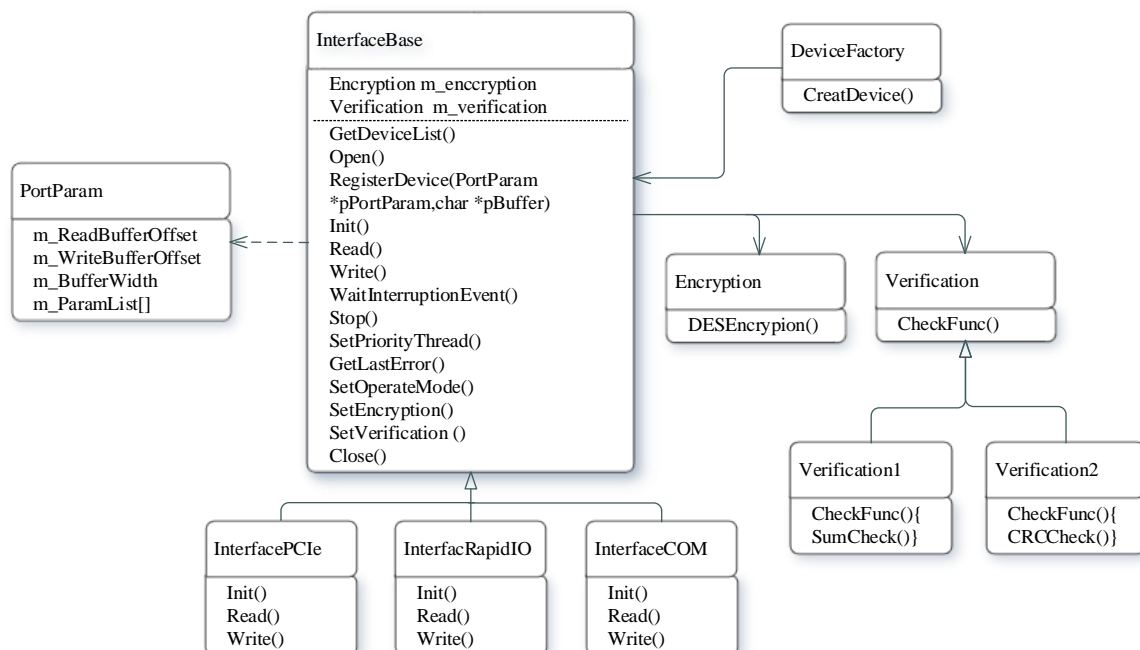 InterfaceBase
Encryption m_enccryption
Verification m_verification
GetDeviceList()
Open()
RegisterDevice(PortParam
*pPortParam,char *pBuffer)
Init()
Read()
Write()
WaitInterruptionEvent()
Stop()
SetPriorityThread()
GetLastError()
SetOperateMode()
SetEncryption()
SetVerification ()
Close()
DeviceFactory
CreatDevice()
PortParam
m_ReadBufferOffset
m_WriteBufferOffset
m_BufferWidth
m_ParamList[]
Encryption
DESEncrypion()
Verification
CheckFunc()
Verification1
CheckFunc(){
SumCheck()}
Verification2
CheckFunc(){
CRCCheck()}
InterfacePCIe
Init()
Read()
Write()
InterfacRapidIO
Init()
Read()
Write()
InterfaceCOM
Init()
Read()
Write()